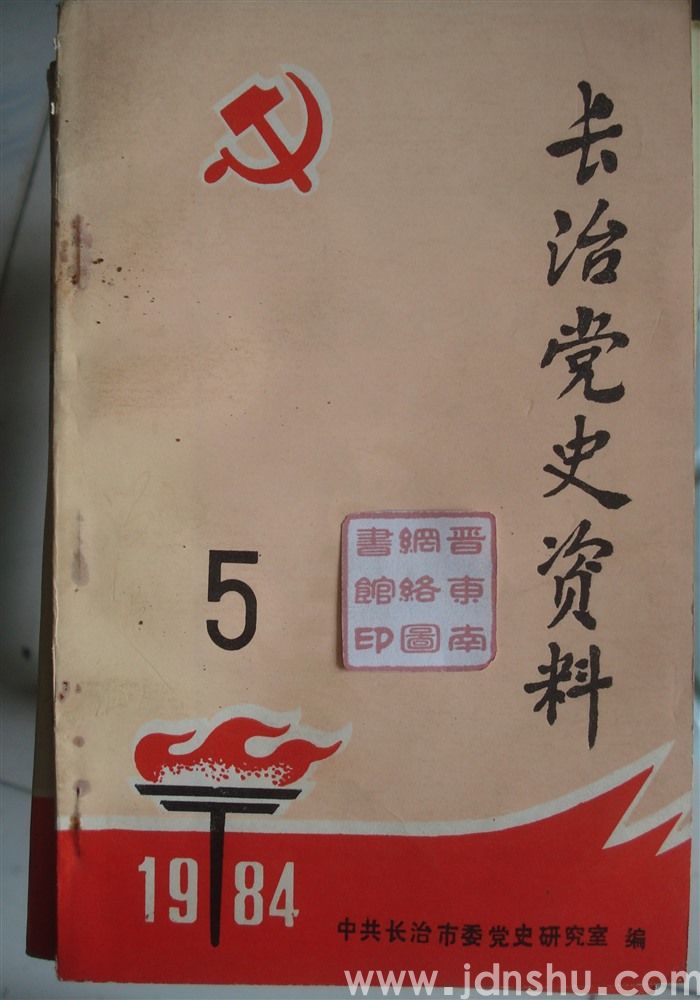 长治党史资料
5
晋東南
網絡圖
書館印
1984
中共长治市委党史研究室 编
www.jdnshu.com